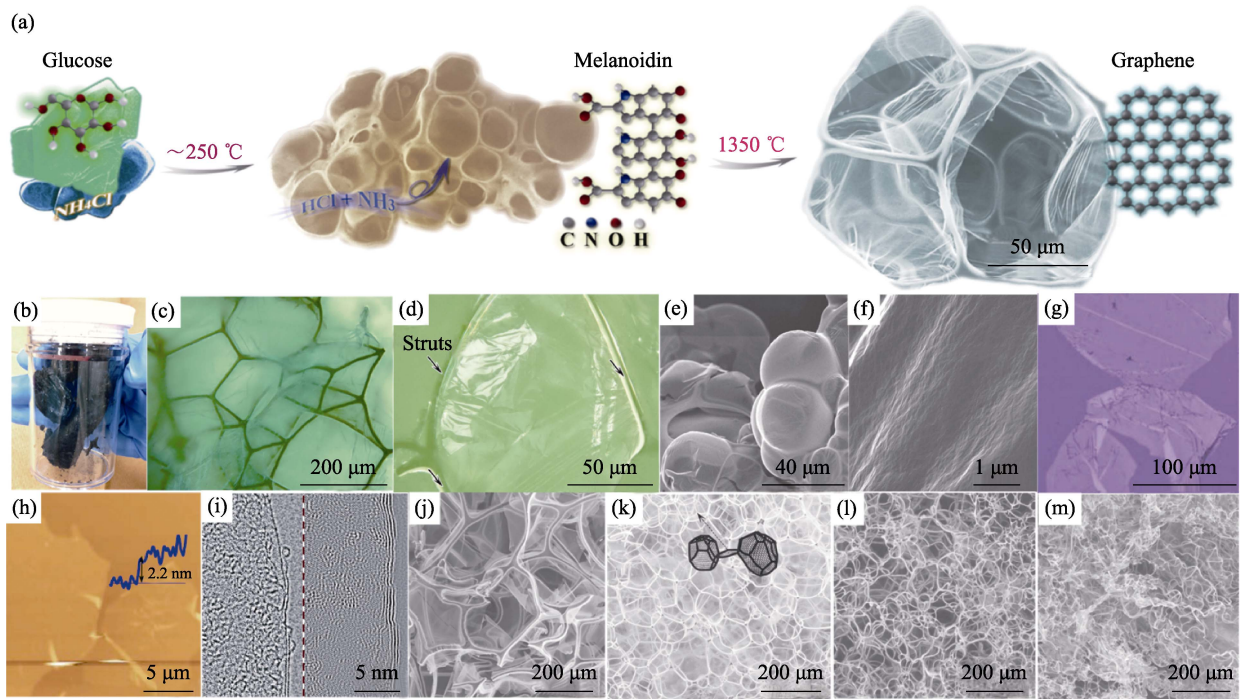 (a)
Glucose
Melanoidin
Graphene
～250 ℃
1350 ℃
NH₄Cl
HCl + NH₃
C N O H
50 μm
(b)
(c)
200 μm
(d)
Struts
50 μm
(e)
40 μm
(f)
1 μm
(g)
100 μm
(h)
2.2 nm
5 μm
(i)
5 nm
(j)
200 μm
(k)
200 μm
(l)
200 μm
(m)
200 μm